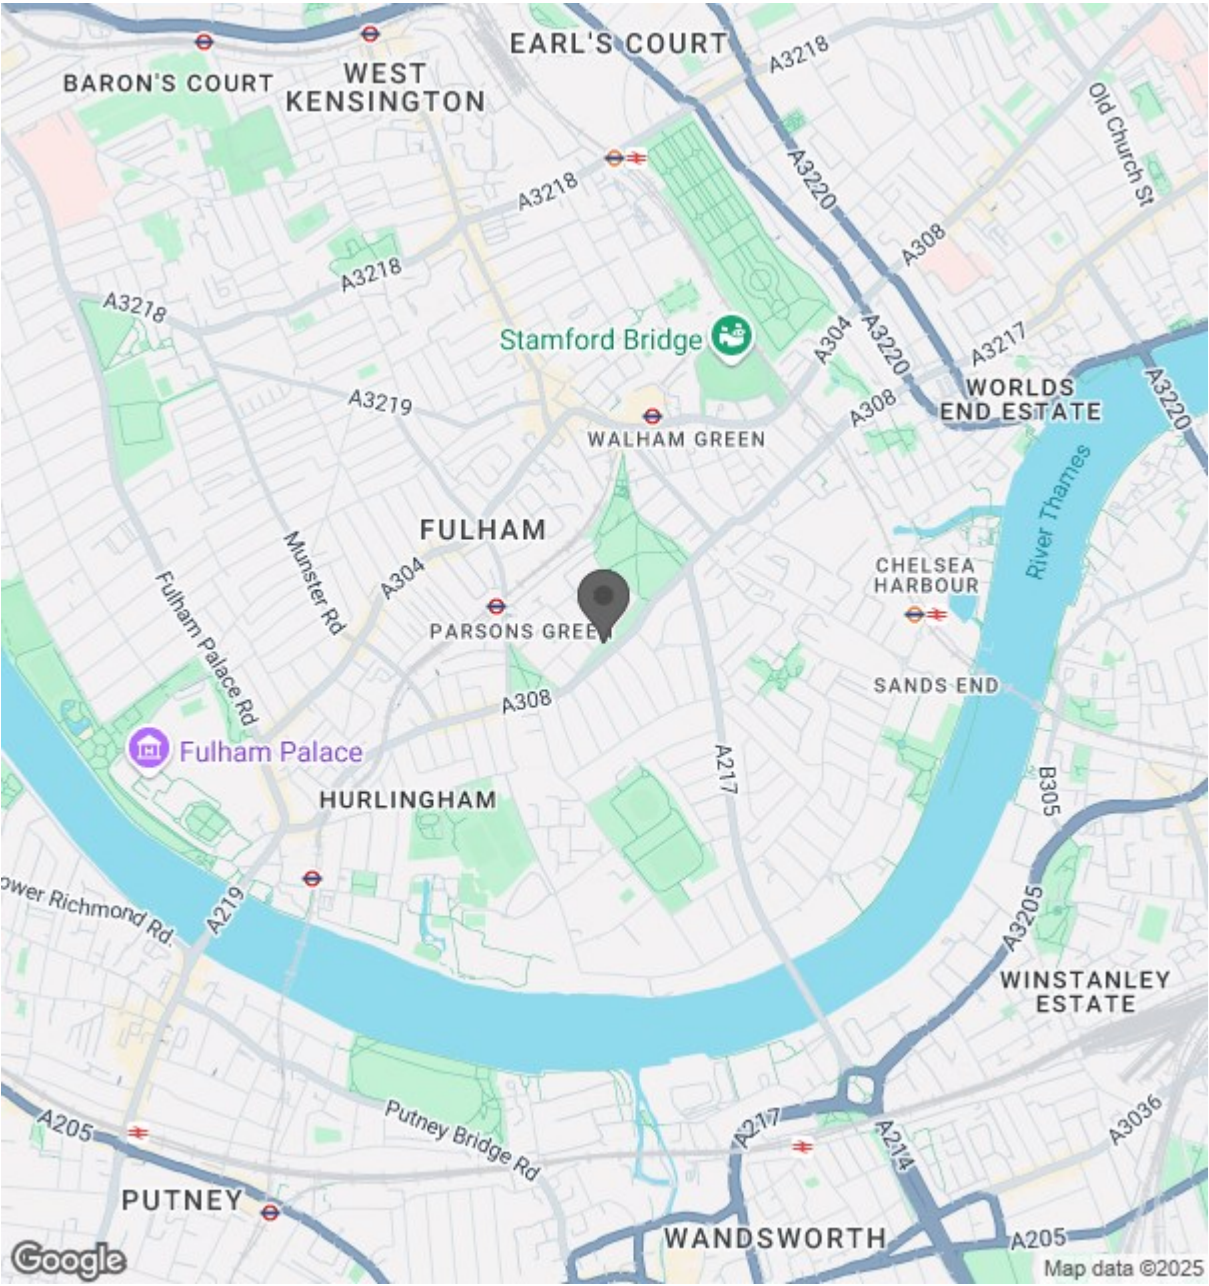 EARL'S COURT
A3218
BARON'S COURT
WEST
KENSINGTON
Old Church St
A3218
A3220
A308
A3218
A3218
Stamford Bridge
A304
A3220
A3217
WORLDS
END ESTATE
A3220
A3219
A308
WALHAM GREEN
River Thames
FULHAM
Munster Rd
A304
CHELSEA
HARBOUR
Fulham Palace Rd
PARSONS GREEN
SANDS END
A308
Fulham Palace
A217
B305
HURLINGHAM
ower Richmond Rd.
A219
A3205
WINSTANLEY
ESTATE
A205
Putney Bridge Rd
A217
A214
A3036
PUTNEY
WANDSWORTH
A205
Google
Map data ©2025